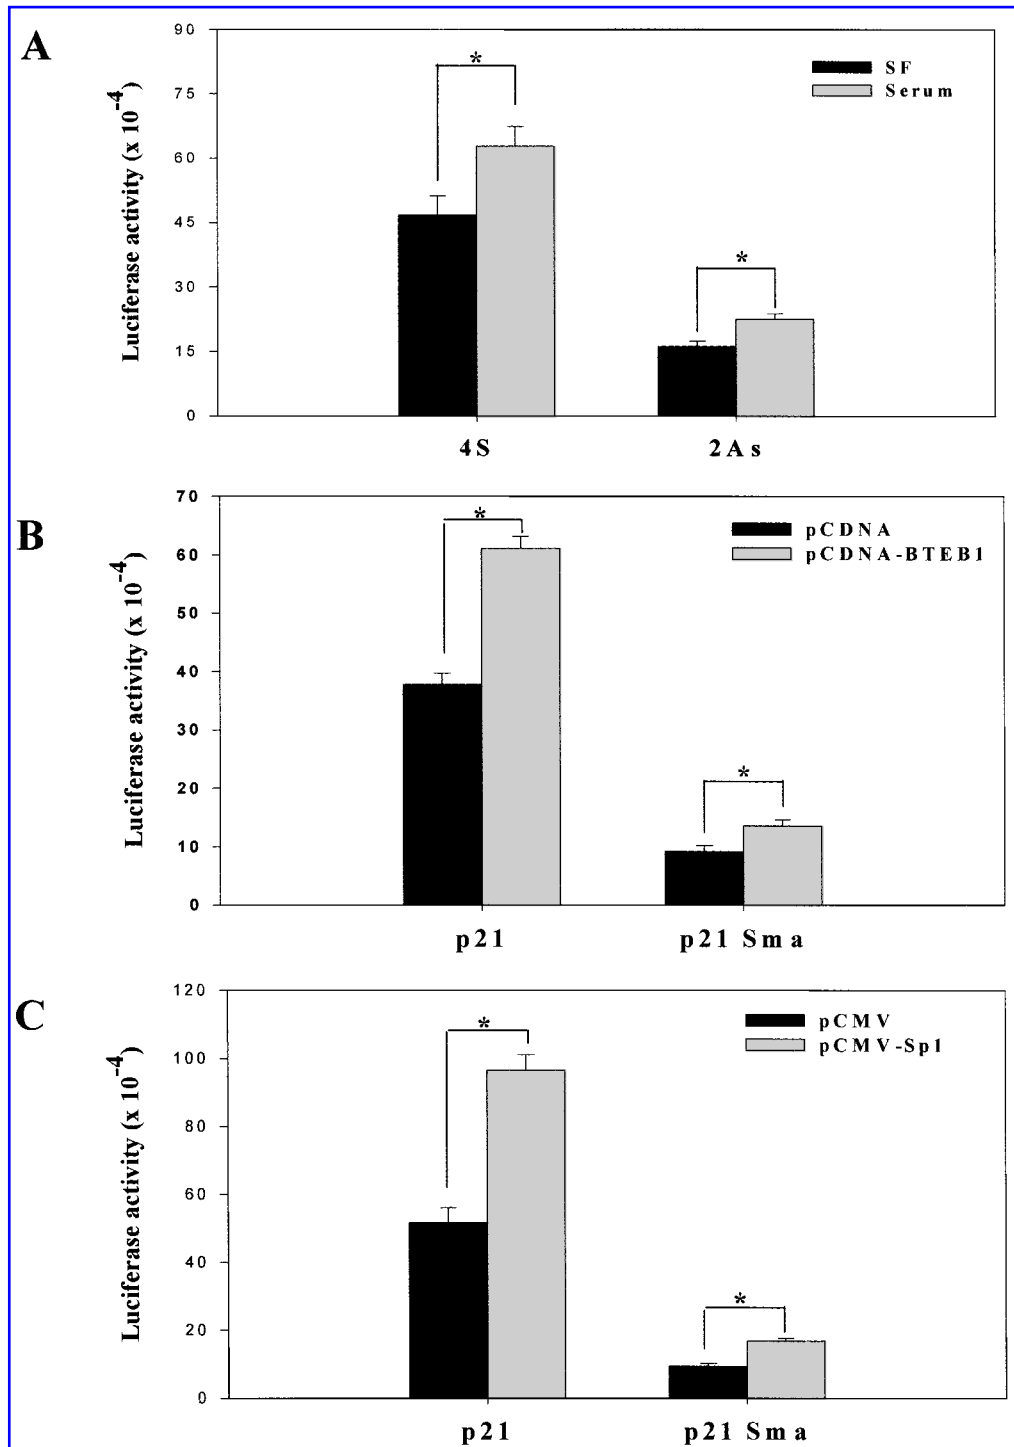 A
Luciferase activity (x 10⁻⁴)
90
75
60
45
30
15
0
*
*
SF
Serum
4S
2As
B
Luciferase activity (x 10⁻⁴)
70
60
50
40
30
20
10
0
*
*
pCDNA
pCDNA-BTEB1
p21
p21 Sma
C
Luciferase activity (x 10⁻⁴)
120
100
80
60
40
20
0
*
*
pCMV
pCMV-Sp1
p21
p21 Sma